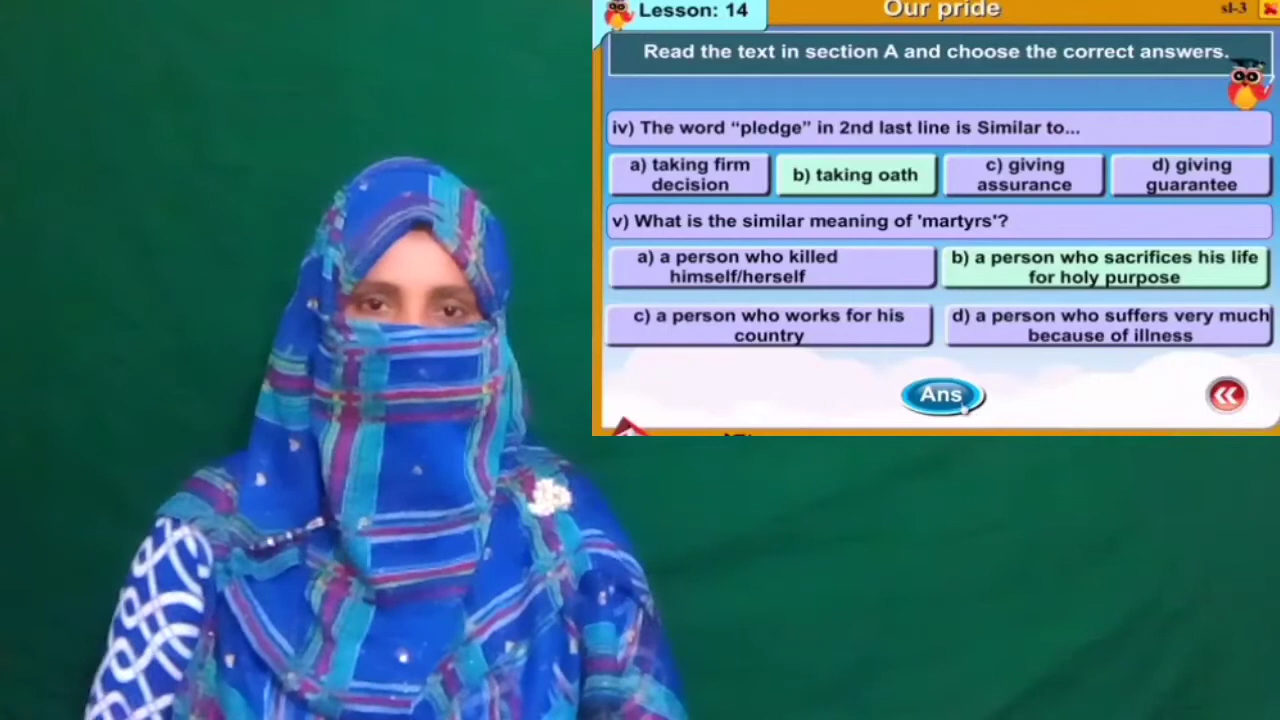 Lesson: 14
Our pride
sl-3
Read the text in section A and choose the correct answers.
iv) The word “pledge” in 2nd last line is Similar to...
a) taking firm
decision
b) taking oath
c) giving
assurance
d) giving
guarantee
v) What is the similar meaning of 'martyrs'?
a) a person who killed
himself/herself
b) a person who sacrifices his life
for holy purpose
c) a person who works for his
country
d) a person who suffers very much
because of illness
Ans